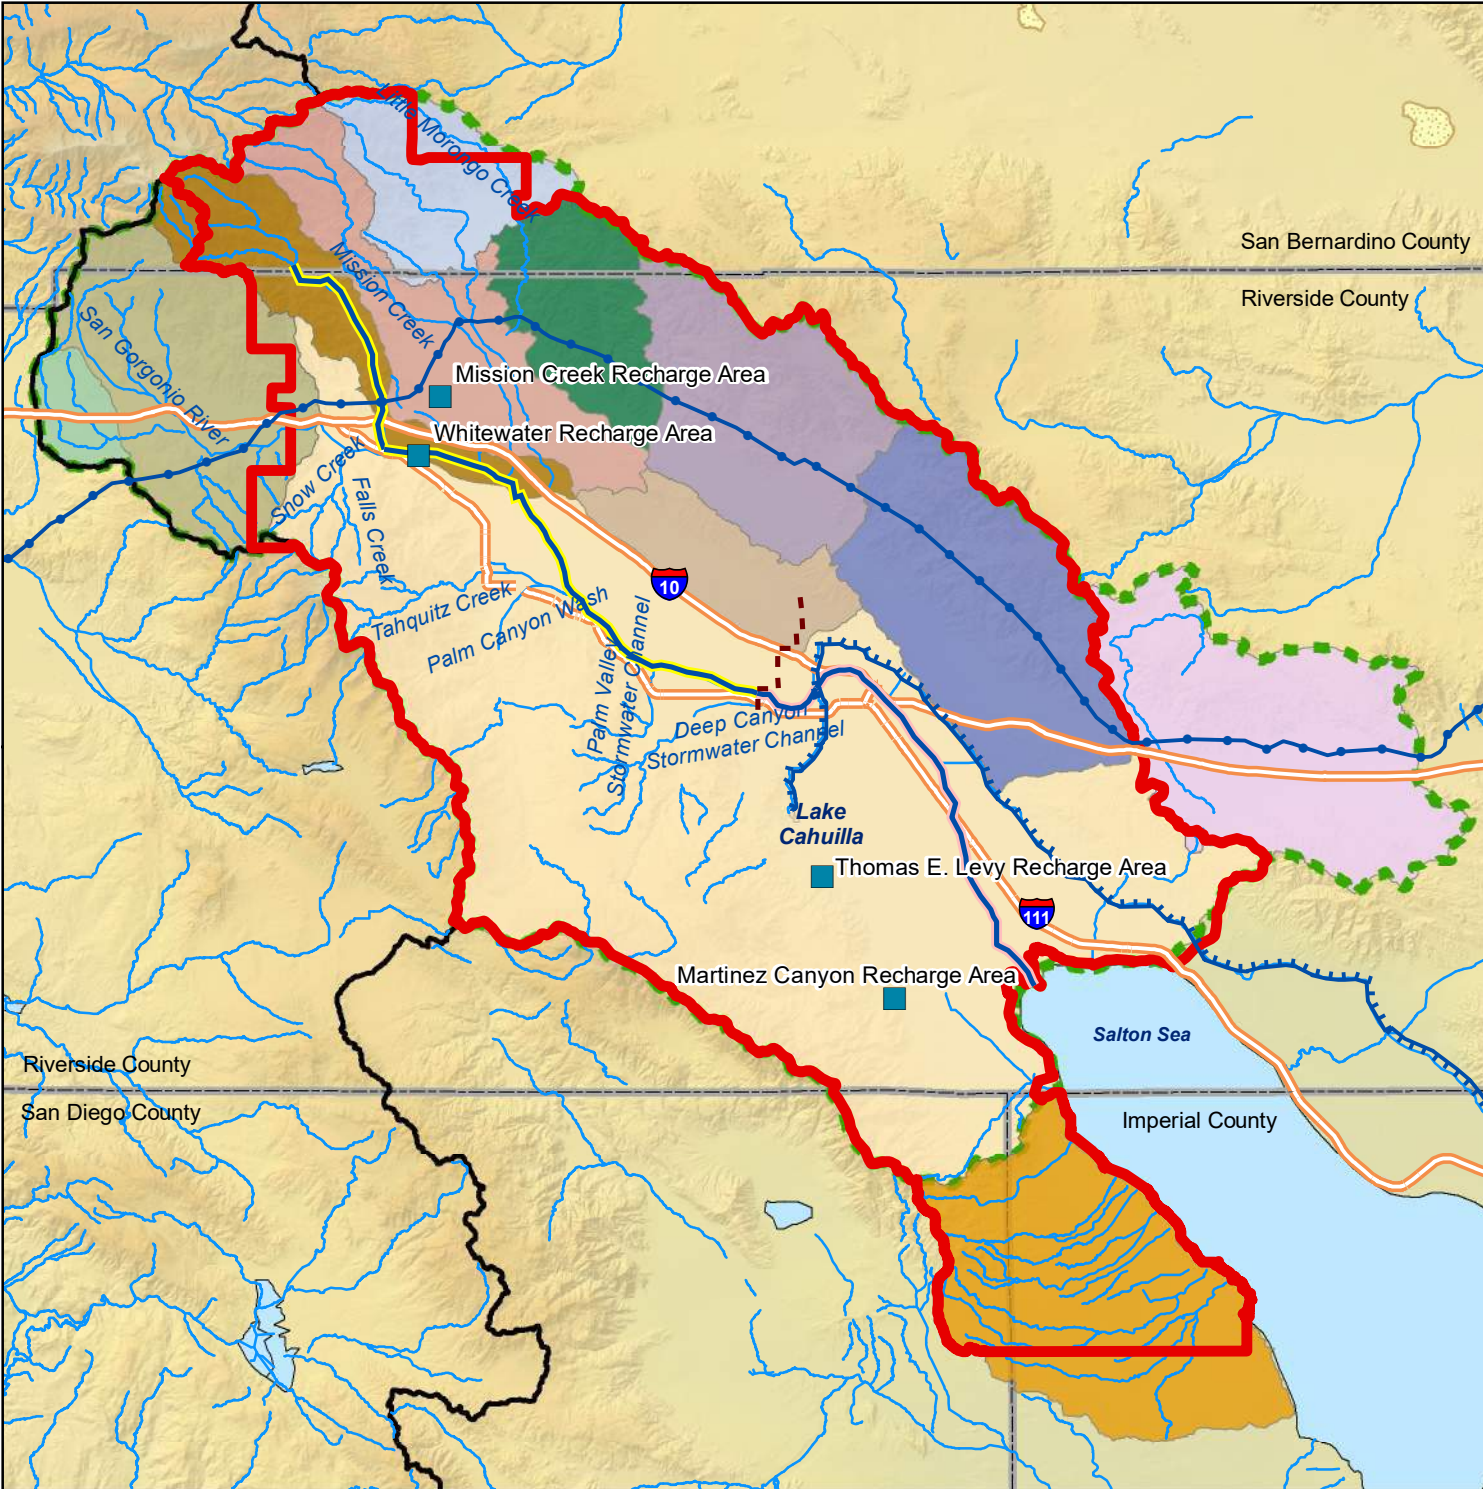 Little Morongo Creek
San Bernardino County
Riverside County
Mission Creek
San Gorgonio River
Mission Creek Recharge Area
Whitewater Recharge Area
Snow Creek
Falls Creek
10
Tahquitz Creek
Palm Canyon Wash
Palm Valley
Stormwater Channel
Deep Canyon
Stormwater Channel
Lake
Cahuilla
Thomas E. Levy Recharge Area
111
Martinez Canyon Recharge Area
Salton Sea
Riverside County
San Diego County
Imperial County